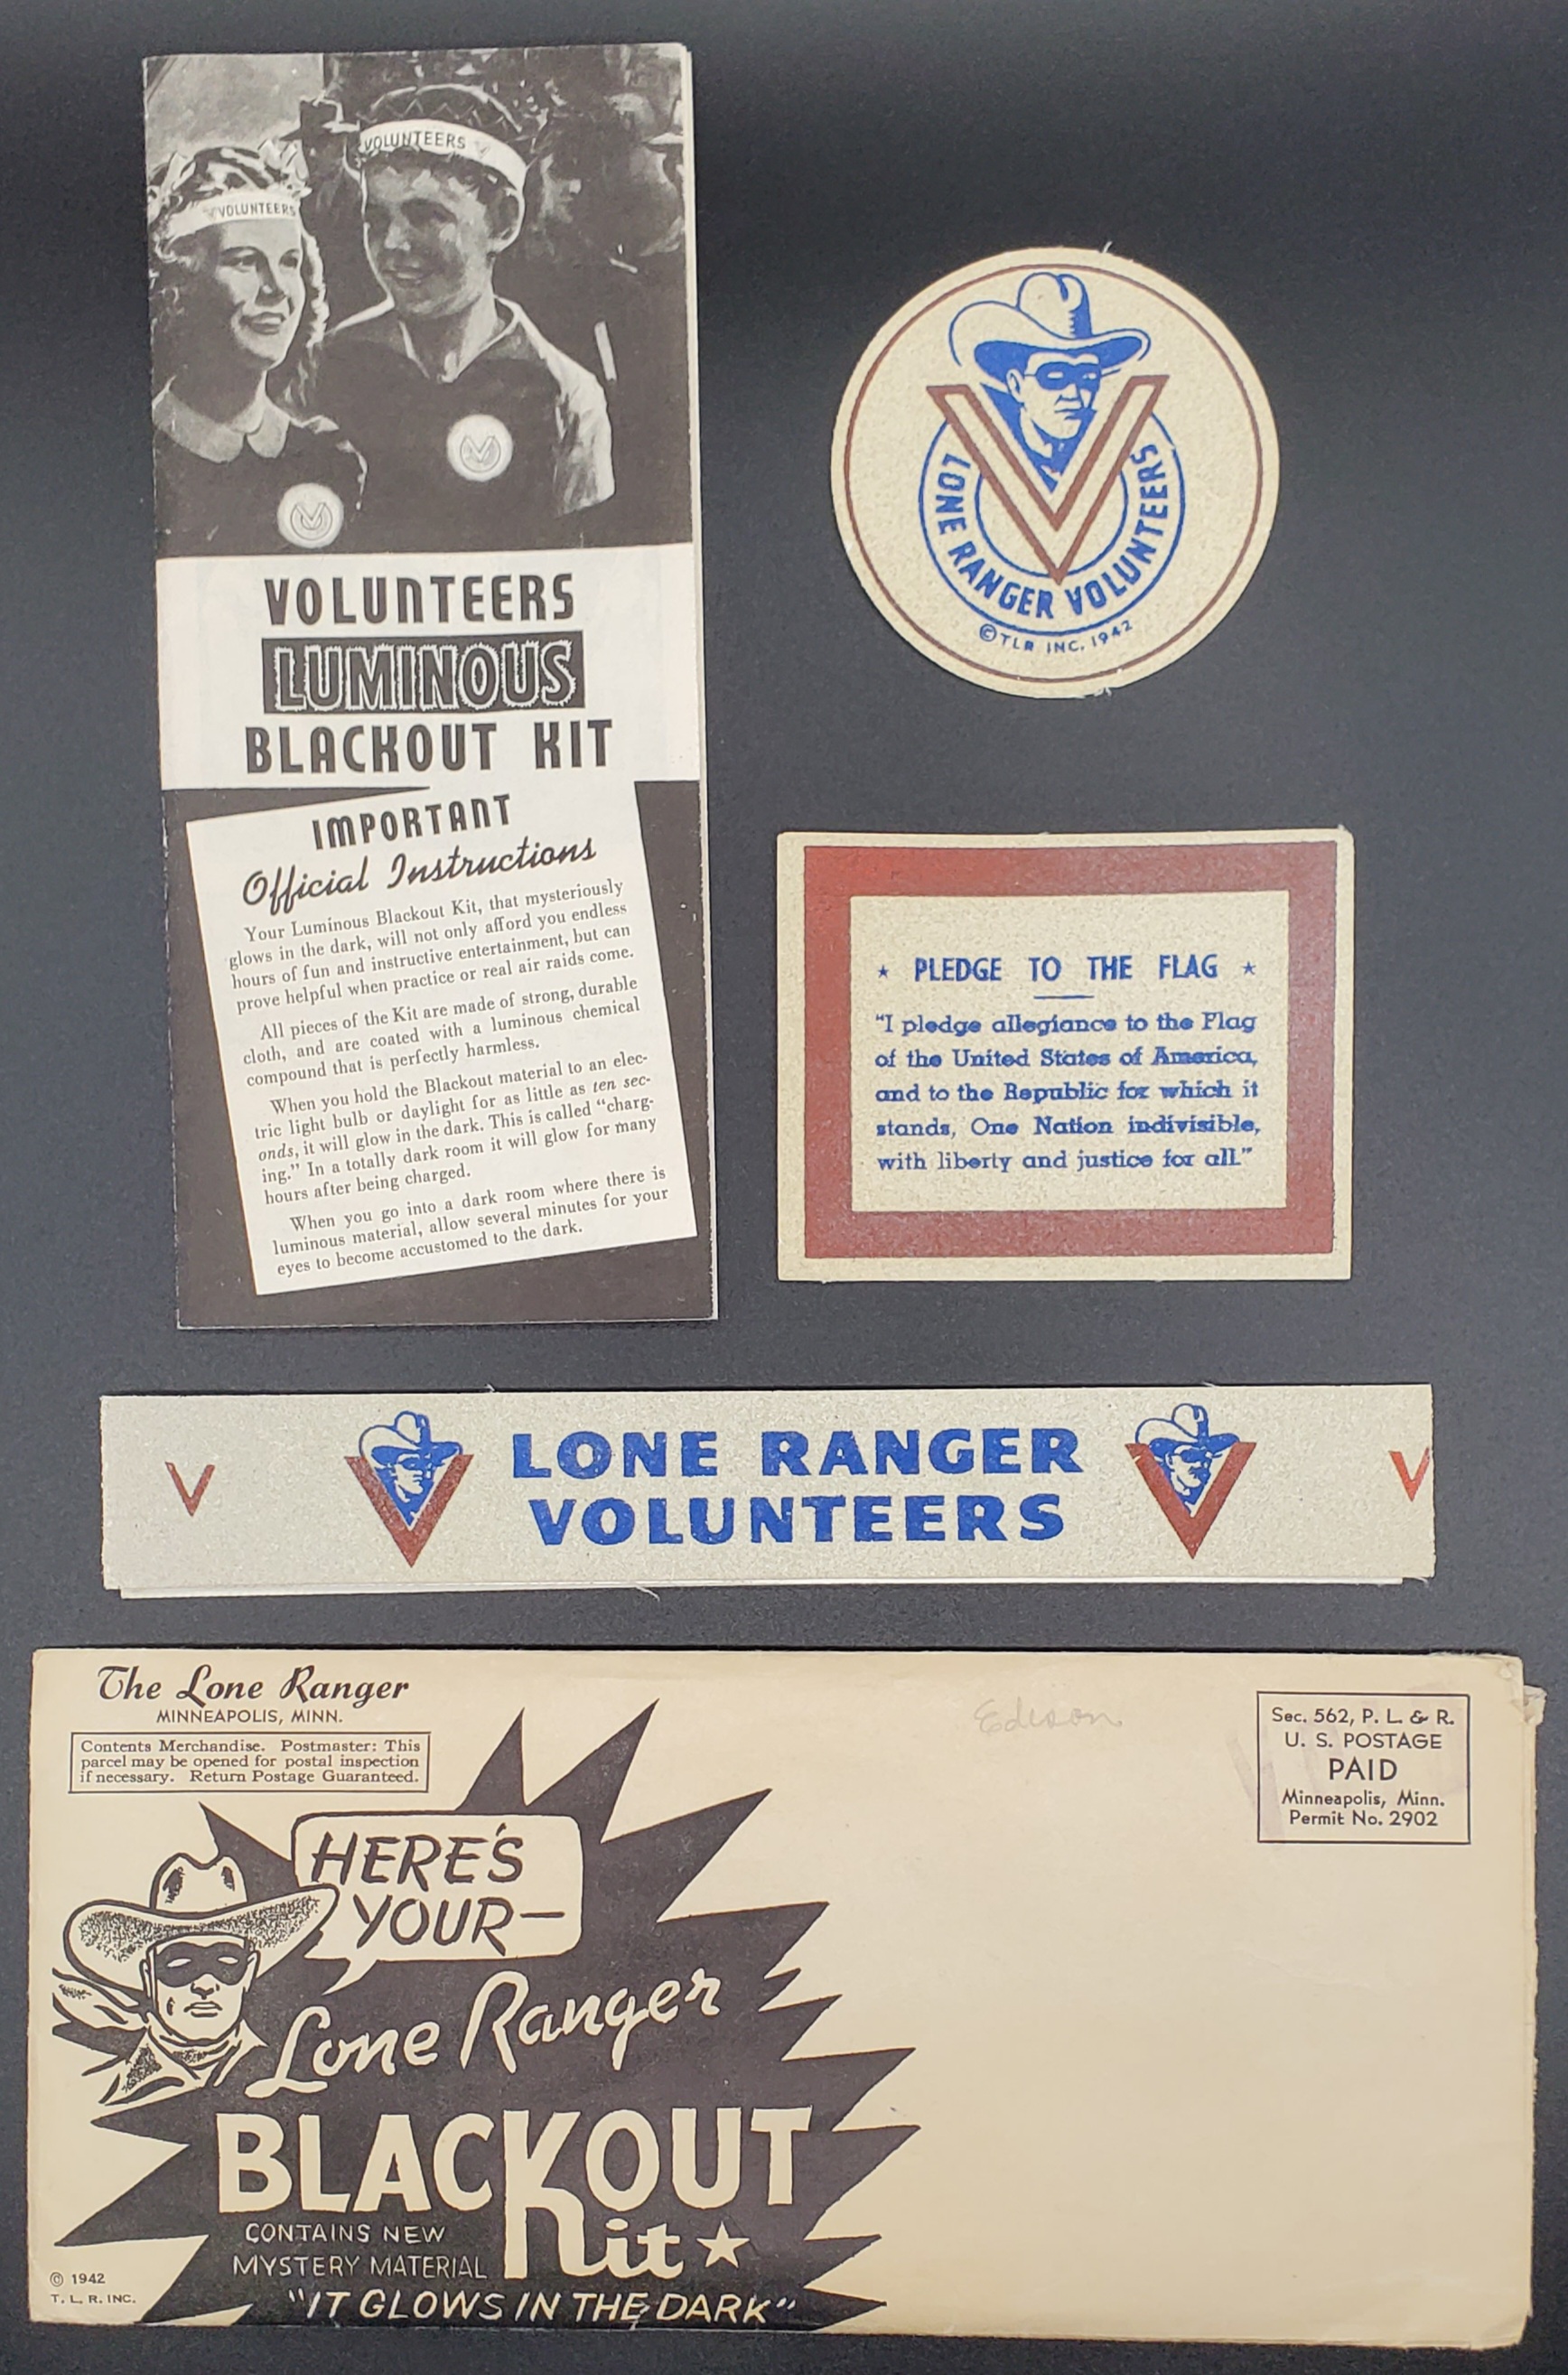 VOLUNTEERS
VOLUNTEERS
VOLUNTEERS
LUMINOUS
BLACKOUT KIT
IMPORTANT
Official Instructions
Your Luminous Blackout Kit, that mysteriously
glows in the dark, will not only afford you endless
hours of fun and instructive entertainment, but can
prove helpful when practice or real air raids come.
All pieces of the Kit are made of strong, durable
cloth, and are coated with a luminous chemical
compound that is perfectly harmless.
When you hold the Blackout material to an elec-
tric light bulb or daylight for as little as ten sec-
onds, it will glow in the dark. This is called "charg-
ing." In a totally dark room it will glow for many
hours after being charged.
When you go into a dark room where there is
luminous material, allow several minutes for your
eyes to become accustomed to the dark.
V
LONE RANGER VOLUNTEERS
© TLR INC. 1942
★ PLEDGE TO THE FLAG ★
"I pledge allegiance to the Flag
of the United States of America,
and to the Republic for which it
stands, One Nation indivisible,
with liberty and justice for all."
V V LONE RANGER V V
VOLUNTEERS
The Lone Ranger
MINNEAPOLIS, MINN.
Contents Merchandise. Postmaster: This
parcel may be opened for postal inspection
if necessary. Return Postage Guaranteed.
Edison
Sec. 562, P. L. & R.
U. S. POSTAGE
PAID
Minneapolis, Minn.
Permit No. 2902
HERE'S
YOUR—
Lone Ranger
BLACKOUT
Kit ★
CONTAINS NEW
MYSTERY MATERIAL
"IT GLOWS IN THE DARK"
© 1942
T. L. R. INC.